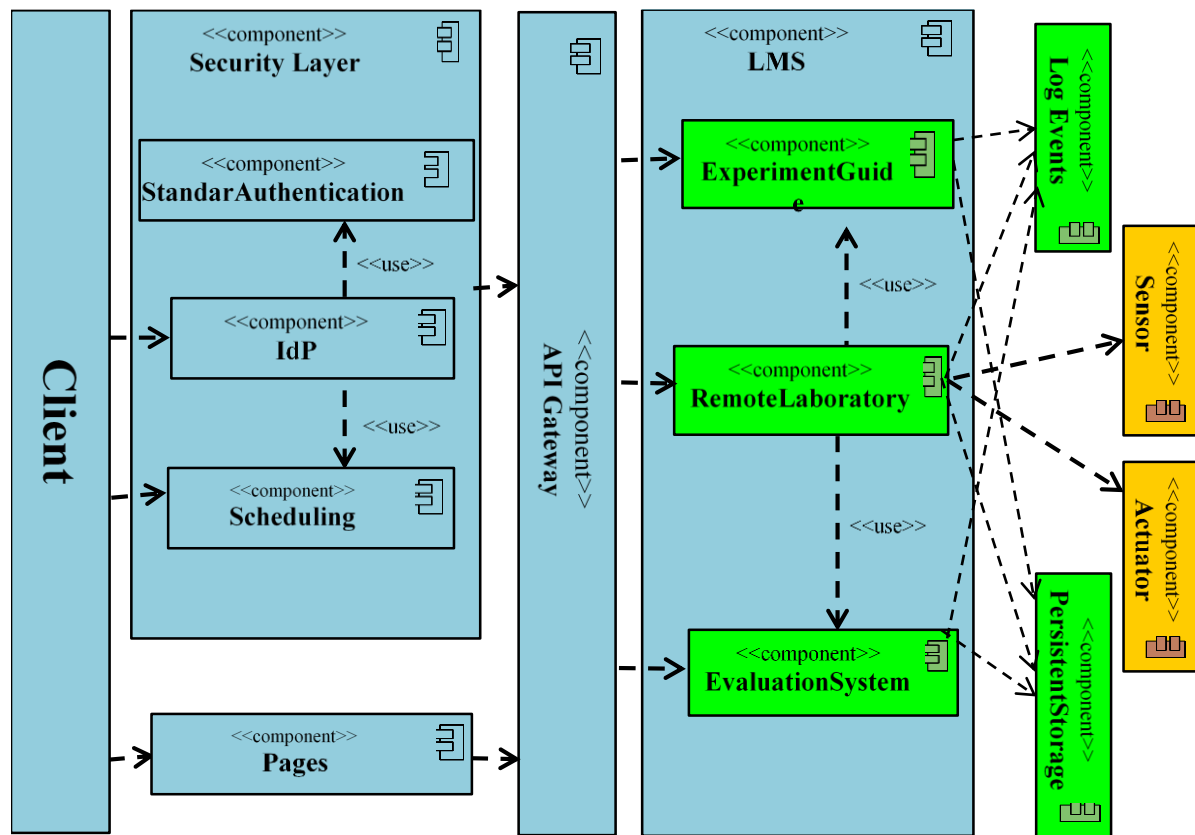 Client
<<component>>
Security Layer
<<component>>
StandarAuthentication
<<use>>
<<component>>
IdP
<<use>>
<<component>>
Scheduling
<<component>>
Pages
<<component>>
API Gateway
<<component>>
LMS
<<component>>
ExperimentGuid
e
<<use>>
<<component>>
RemoteLaboratory
<<use>>
<<component>>
EvaluationSystem
<<component>>
Log Events
<<component>>
Sensor
<<component>>
Actuator
<<component>>
PersistentStorage